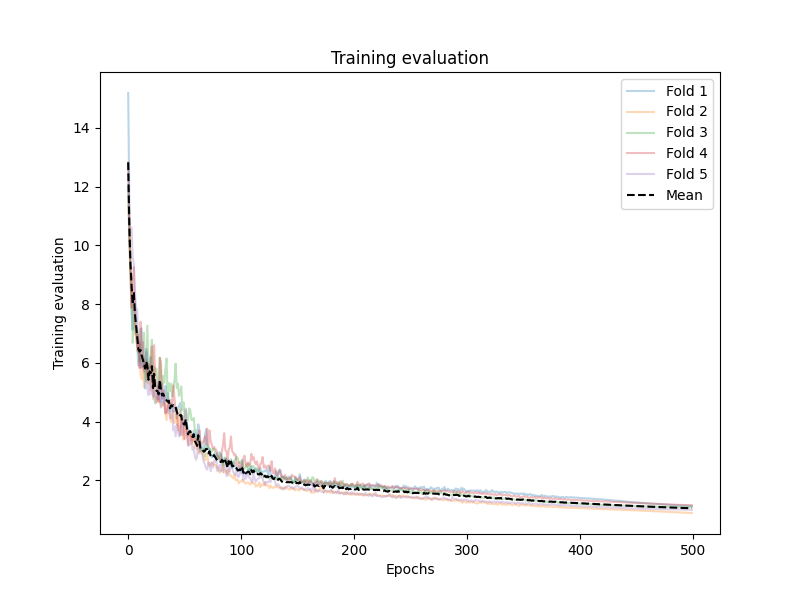 Training evaluation
Training evaluation
14
12
10
8
6
4
2
0
100
200
300
400
500
Epochs
Fold 1
Fold 2
Fold 3
Fold 4
Fold 5
Mean